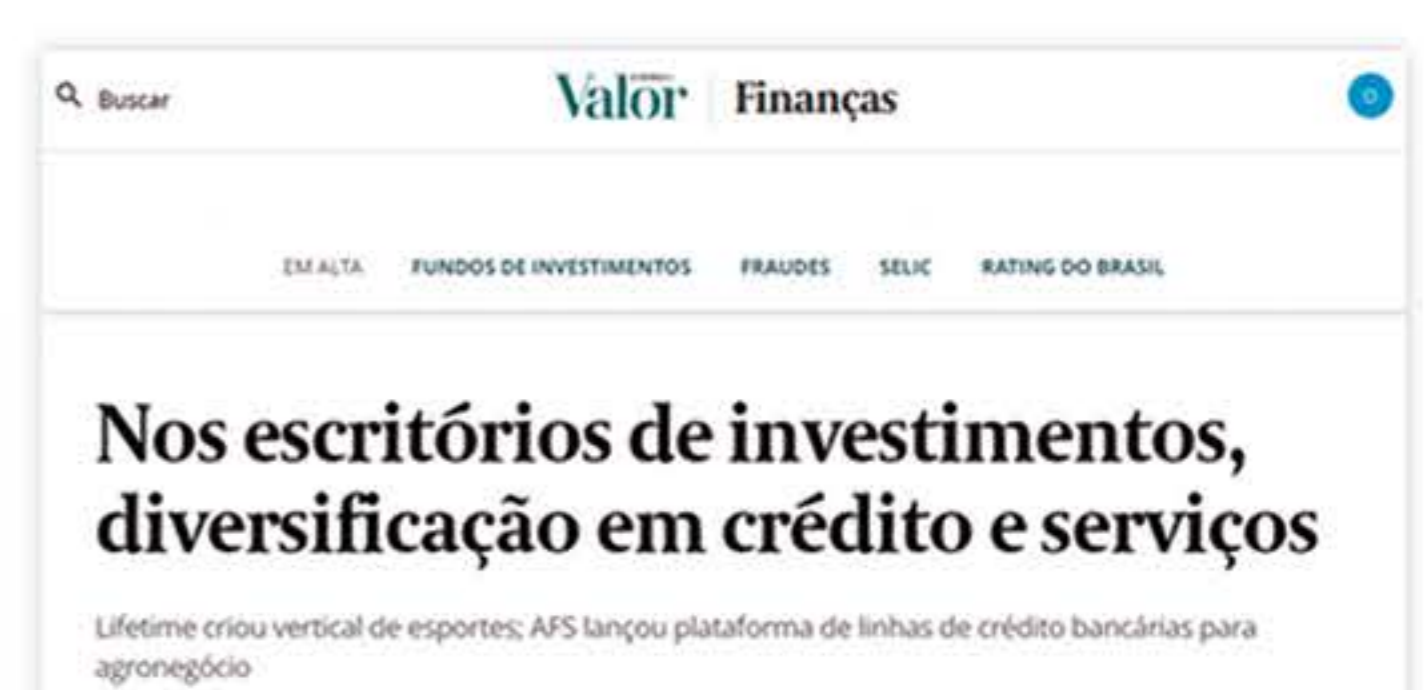 Buscar
Valor Finanças
EM ALTA FUNDOS DE INVESTIMENTOS FRAUDES SELIC RATING DO BRASIL
Nos escritórios de investimentos,
diversificação em crédito e serviços
Lifetime criou vertical de esportes; AFS lançou plataforma de linhas de crédito bancárias para
agronegócio